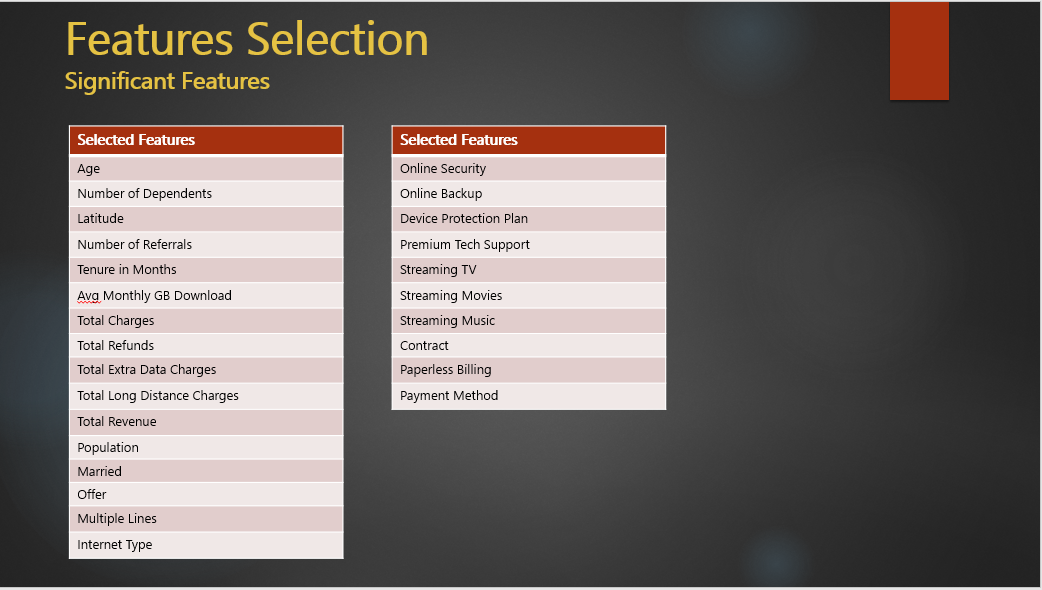 Features Selection
Significant Features
Selected Features
Age
Number of Dependents
Latitude
Number of Referrals
Tenure in Months
Avg Monthly GB Download
Total Charges
Total Refunds
Total Extra Data Charges
Total Long Distance Charges
Total Revenue
Population
Married
Offer
Multiple Lines
Internet Type
Selected Features
Online Security
Online Backup
Device Protection Plan
Premium Tech Support
Streaming TV
Streaming Movies
Streaming Music
Contract
Paperless Billing
Payment Method